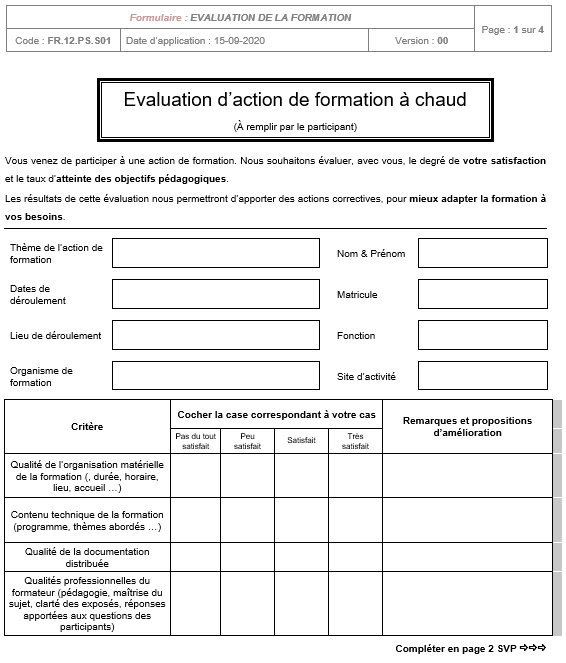 Formulaire : EVALUATION DE LA FORMATION
Page : 1 sur 4
Code : FR.12.PS.S01
Date d'application : 15-09-2020
Version : 00
Evaluation d'action de formation à chaud
(À remplir par le participant)
Vous venez de participer à une action de formation. Nous souhaitons évaluer, avec vous, le degré de votre satisfaction
et le taux d'atteinte des objectifs pédagogiques.
Les résultats de cette évaluation nous permettront d'apporter des actions correctives, pour mieux adapter la formation à
vos besoins.
Thème de l'action de
formation
Nom & Prénom
Dates de
déroulement
Matricule
Lieu de déroulement
Fonction
Organisme de
formation
Site d'activité
Critère
Cocher la case correspondant à votre cas
Remarques et propositions
d'amélioration
Pas du tout
satisfait
Peu
satisfait
Satisfait
Très
satisfait
Qualité de l'organisation matérielle
de la formation (, durée, horaire,
lieu, accueil ...)
Contenu technique de la formation
(programme, thèmes abordés ...)
Qualité de la documentation
distribuée
Qualités professionnelles du
formateur (pédagogie, maîtrise du
sujet, clarté des exposés, réponses
apportées aux questions des
participants)
Compléter en page 2 SVP ⇨⇨⇨